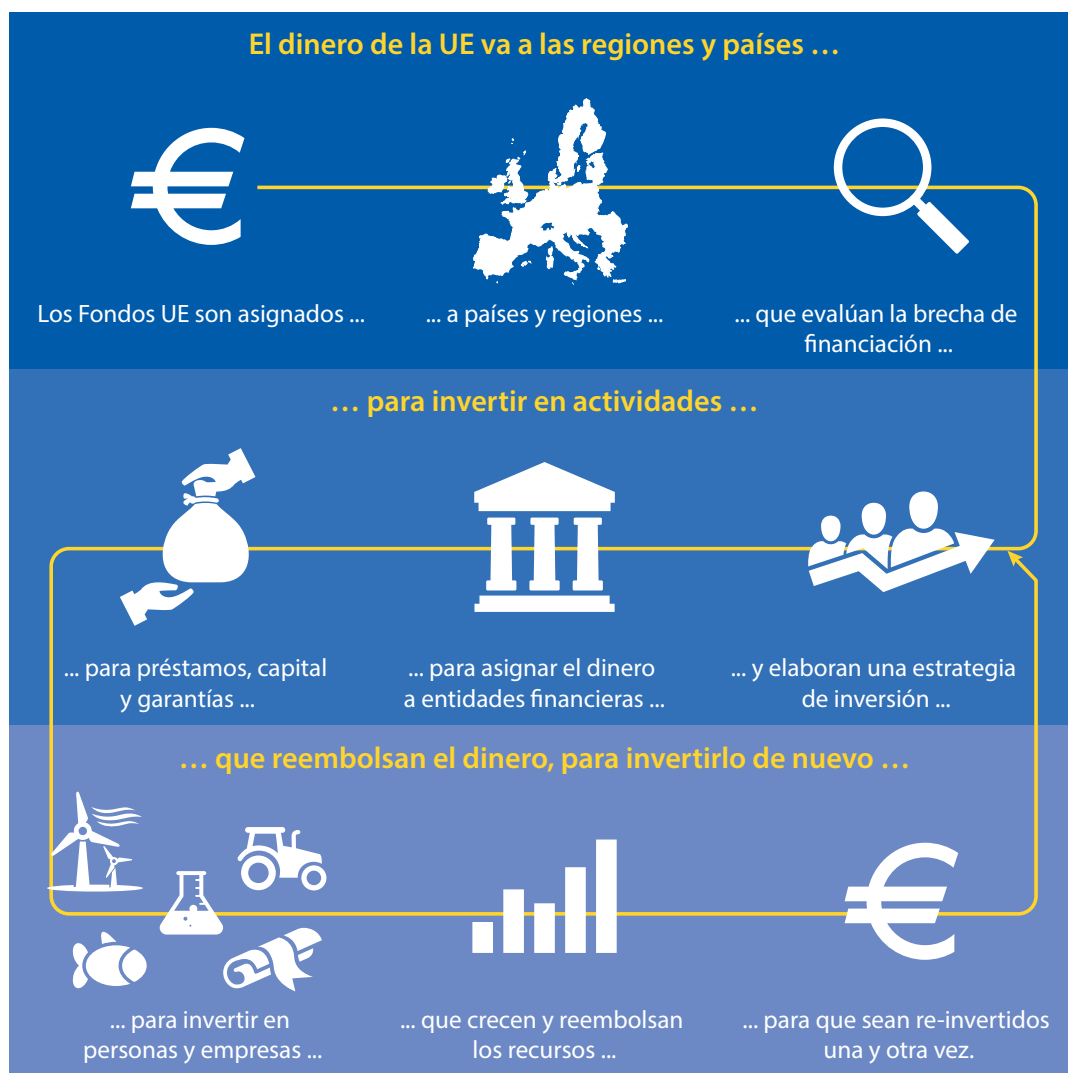 El dinero de la UE va a las regiones y países …
Los Fondos UE son asignados ...
... a países y regiones ...
... que evalúan la brecha de
financiación ...
… para invertir en actividades …
... para préstamos, capital
y garantías ...
... para asignar el dinero
a entidades financieras ...
... y elaboran una estrategia
de inversión ...
… que reembolsan el dinero, para invertirlo de nuevo …
... para invertir en
personas y empresas ...
... que crecen y reembolsan
los recursos ...
... para que sean re-invertidos
una y otra vez.